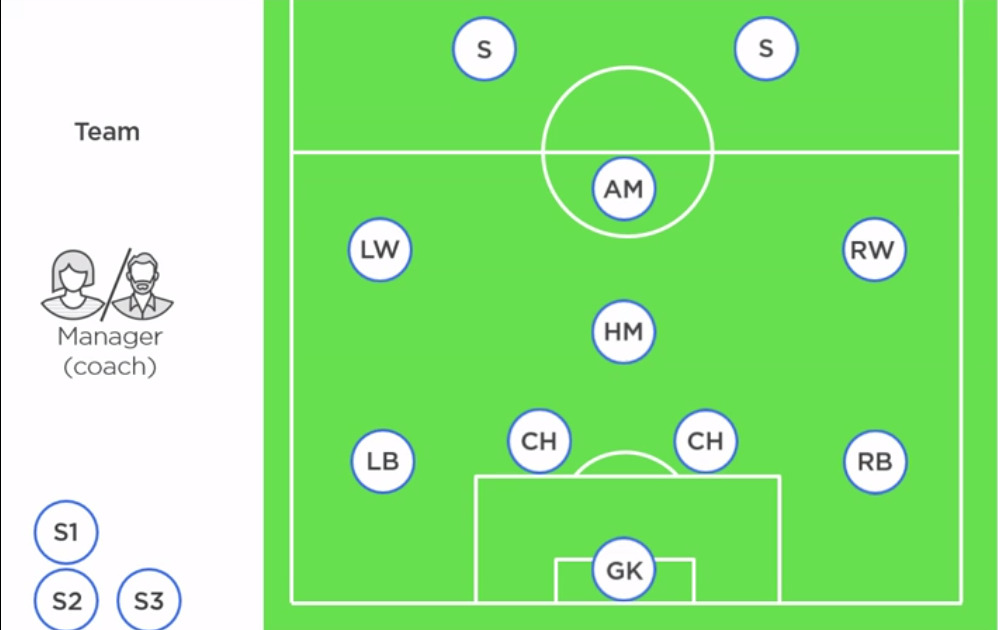 S
S
Team
AM
LW
RW
HM
Manager
(coach)
CH
CH
LB
RB
S1
GK
S2
S3